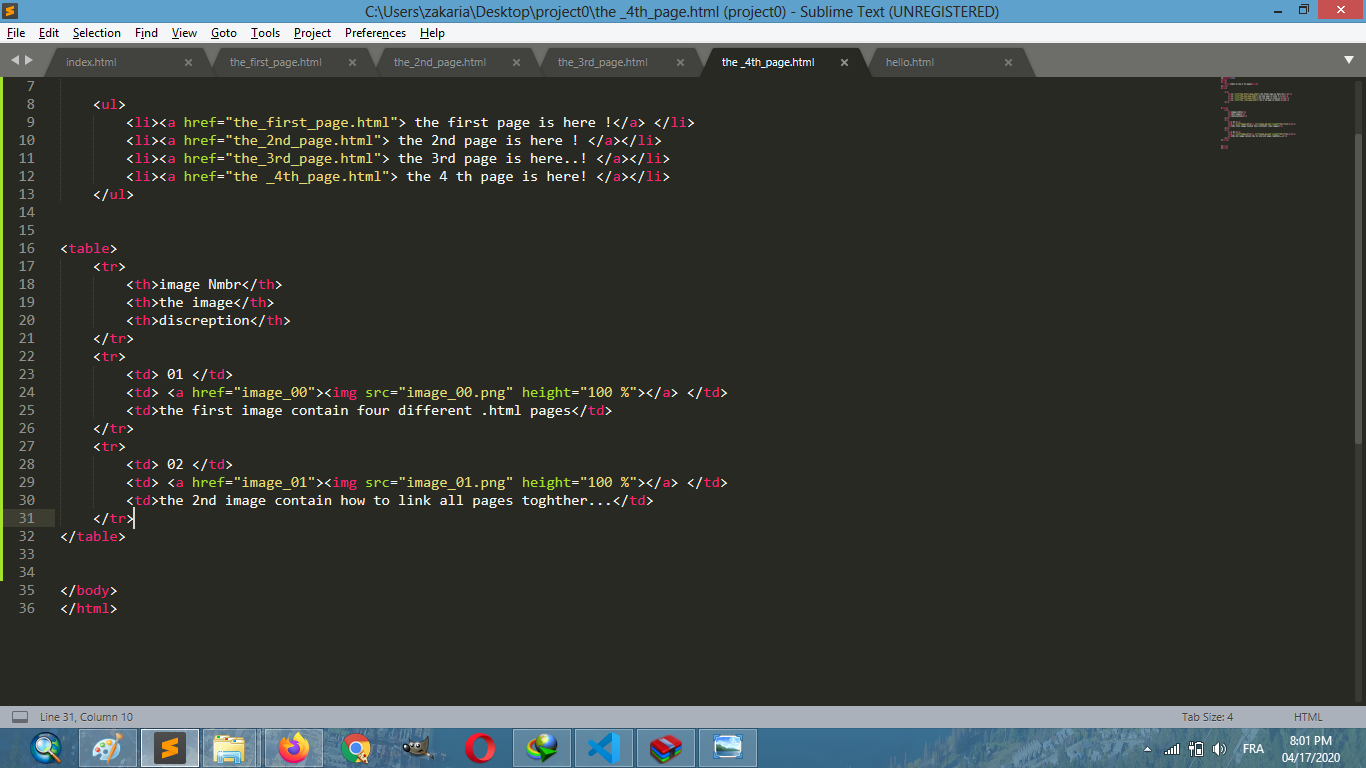 C:\Users\zakaria\Desktop\project0\the _4th_page.html (project0) - Sublime Text (UNREGISTERED)
File Edit Selection Find View Goto Tools Project Preferences Help
index.html the_first_page.html the_2nd_page.html the_3rd_page.html the _4th_page.html hello.html
7
8 <ul>
9 <li><a href="the_first_page.html"> the first page is here !</a> </li>
10 <li><a href="the_2nd_page.html"> the 2nd page is here ! </a></li>
11 <li><a href="the_3rd_page.html"> the 3rd page is here..! </a></li>
12 <li><a href="the _4th_page.html"> the 4 th page is here! </a></li>
13 </ul>
14
15
16 <table>
17 <tr>
18 <th>image Nmbr</th>
19 <th>the image</th>
20 <th>discreption</th>
21 </tr>
22 <tr>
23 <td> 01 </td>
24 <td> <a href="image_00"><img src="image_00.png" height="100 %"></a> </td>
25 <td>the first image contain four different .html pages</td>
26 </tr>
27 <tr>
28 <td> 02 </td>
29 <td> <a href="image_01"><img src="image_01.png" height="100 %"></a> </td>
30 <td>the 2nd image contain how to link all pages toghther...</td>
31 </tr>
32 </table>
33
34
35 </body>
36 </html>
Line 31, Column 10 Tab Size: 4 HTML
FRA 8:01 PM
04/17/2020